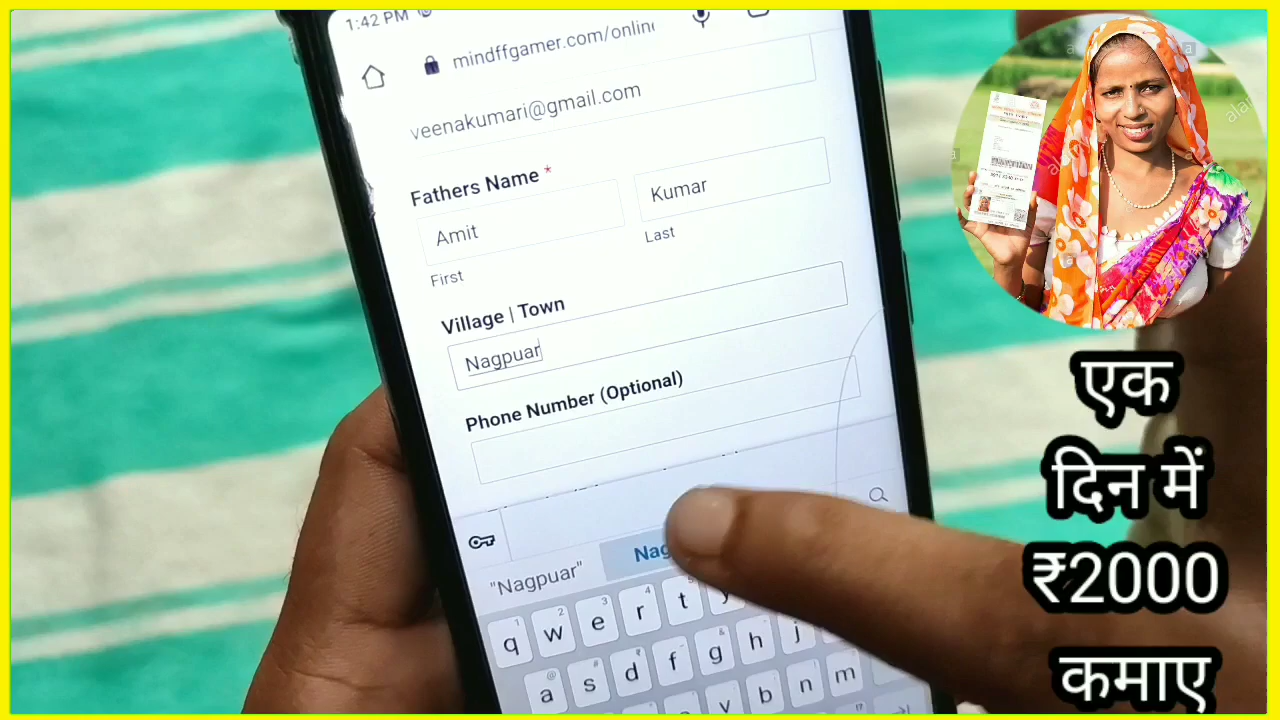 1:42 PM
mindffgamer.com/onlin
veenakumari@gmail.com
Fathers Name *
Amit
Kumar
First
Last
Village | Town
Nagpuar
Phone Number (Optional)
"Nagpuar"
Nag
q w e r t y
a s d f g h j
v b n m
एक
दिन में
₹2000
कमाए